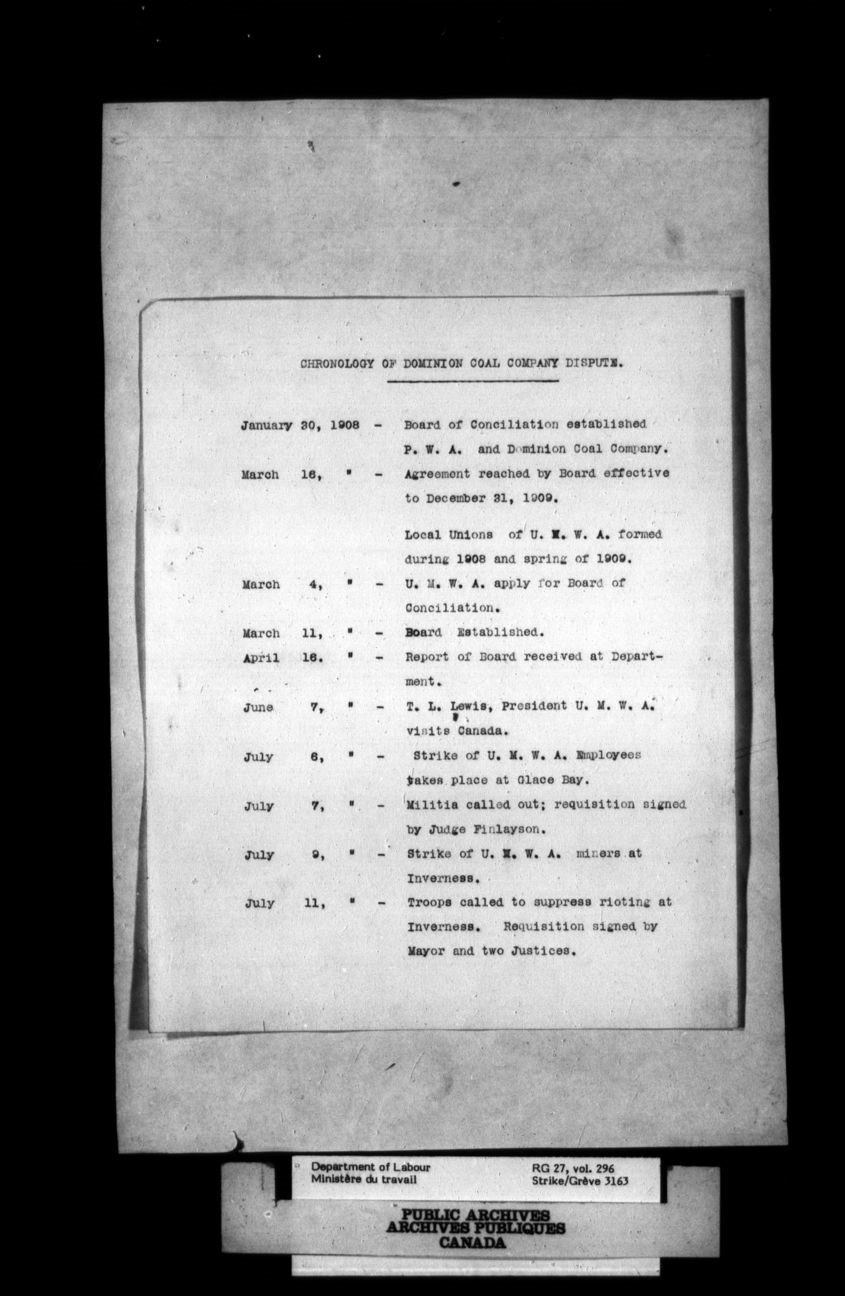 CHRONOLOGY OF DOMINION COAL COMPANY DISPUTE.
January 30, 1908 - Board of Conciliation established
P. W. A. and Dominion Coal Company.
March 16, " - Agreement reached by Board effective
to December 31, 1909.
Local Unions of U. M. W. A. formed
during 1908 and spring of 1909.
March 4, " - U. M. W. A. apply for Board of
Conciliation.
March 11, " - Board Established.
April 16. " - Report of Board received at Depart-
ment.
June 7, " - T. L. Lewis, President U. M. W. A.
visits Canada.
July 6, " - Strike of U. M. W. A. Employees
takes place at Glace Bay.
July 7, " - Militia called out; requisition signed
by Judge Finlayson.
July 9, " - Strike of U. M. W. A. miners at
Inverness.
July 11, " - Troops called to suppress rioting at
Inverness. Requisition signed by
Mayor and two Justices.
Department of Labour RG 27, vol. 296
Ministère du travail Strike/Grève 3163
PUBLIC ARCHIVES
ARCHIVES PUBLIQUES
CANADA